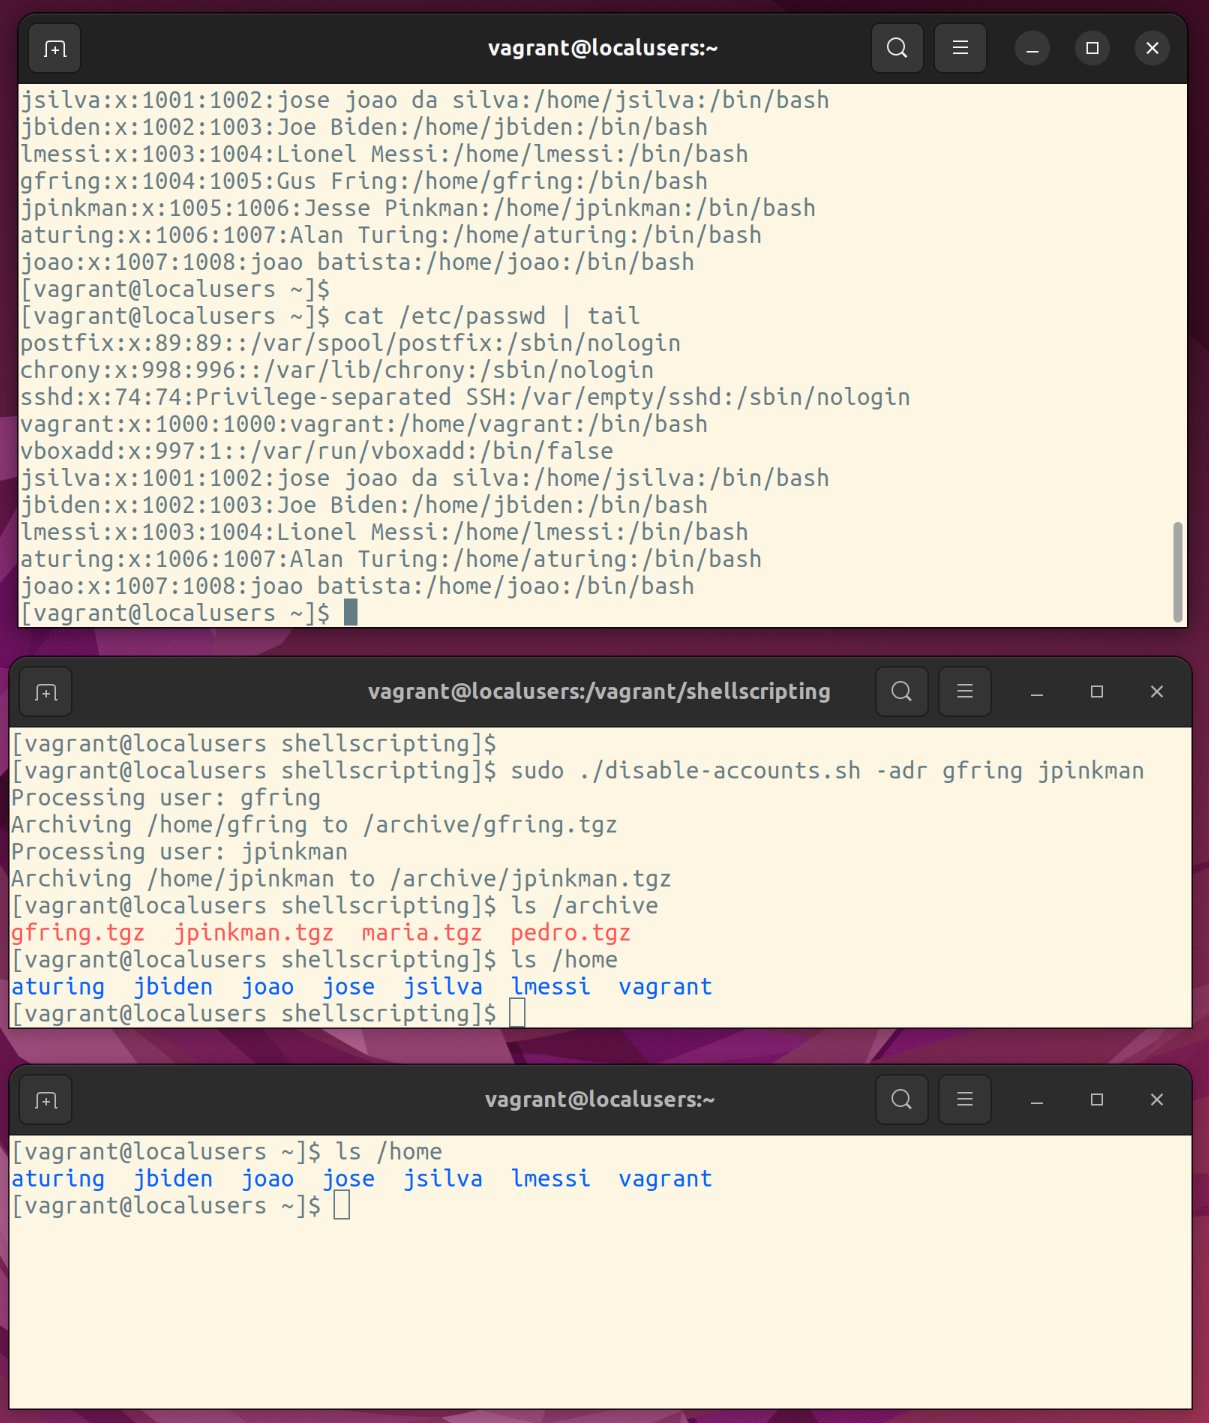 vagrant@localusers:~
jsilva:x:1001:1002:jose joao da silva:/home/jsilva:/bin/bash
jbiden:x:1002:1003:Joe Biden:/home/jbiden:/bin/bash
lmessi:x:1003:1004:Lionel Messi:/home/lmessi:/bin/bash
gfring:x:1004:1005:Gus Fring:/home/gfring:/bin/bash
jpinkman:x:1005:1006:Jesse Pinkman:/home/jpinkman:/bin/bash
aturing:x:1006:1007:Alan Turing:/home/aturing:/bin/bash
joao:x:1007:1008:joao batista:/home/joao:/bin/bash
[vagrant@localusers ~]$
[vagrant@localusers ~]$ cat /etc/passwd | tail
postfix:x:89:89::/var/spool/postfix:/sbin/nologin
chrony:x:998:996::/var/lib/chrony:/sbin/nologin
sshd:x:74:74:Privilege-separated SSH:/var/empty/sshd:/sbin/nologin
vagrant:x:1000:1000:vagrant:/home/vagrant:/bin/bash
vboxadd:x:997:1::/var/run/vboxadd:/bin/false
jsilva:x:1001:1002:jose joao da silva:/home/jsilva:/bin/bash
jbiden:x:1002:1003:Joe Biden:/home/jbiden:/bin/bash
lmessi:x:1003:1004:Lionel Messi:/home/lmessi:/bin/bash
aturing:x:1006:1007:Alan Turing:/home/aturing:/bin/bash
joao:x:1007:1008:joao batista:/home/joao:/bin/bash
[vagrant@localusers ~]$
vagrant@localusers:/vagrant/shellscripting
[vagrant@localusers shellscripting]$
[vagrant@localusers shellscripting]$ sudo ./disable-accounts.sh -adr gfring jpinkman
Processing user: gfring
Archiving /home/gfring to /archive/gfring.tgz
Processing user: jpinkman
Archiving /home/jpinkman to /archive/jpinkman.tgz
[vagrant@localusers shellscripting]$ ls /archive
gfring.tgz  jpinkman.tgz  maria.tgz  pedro.tgz
[vagrant@localusers shellscripting]$ ls /home
aturing  jbiden  joao  jose  jsilva  lmessi  vagrant
[vagrant@localusers shellscripting]$
vagrant@localusers:~
[vagrant@localusers ~]$ ls /home
aturing  jbiden  joao  jose  jsilva  lmessi  vagrant
[vagrant@localusers ~]$